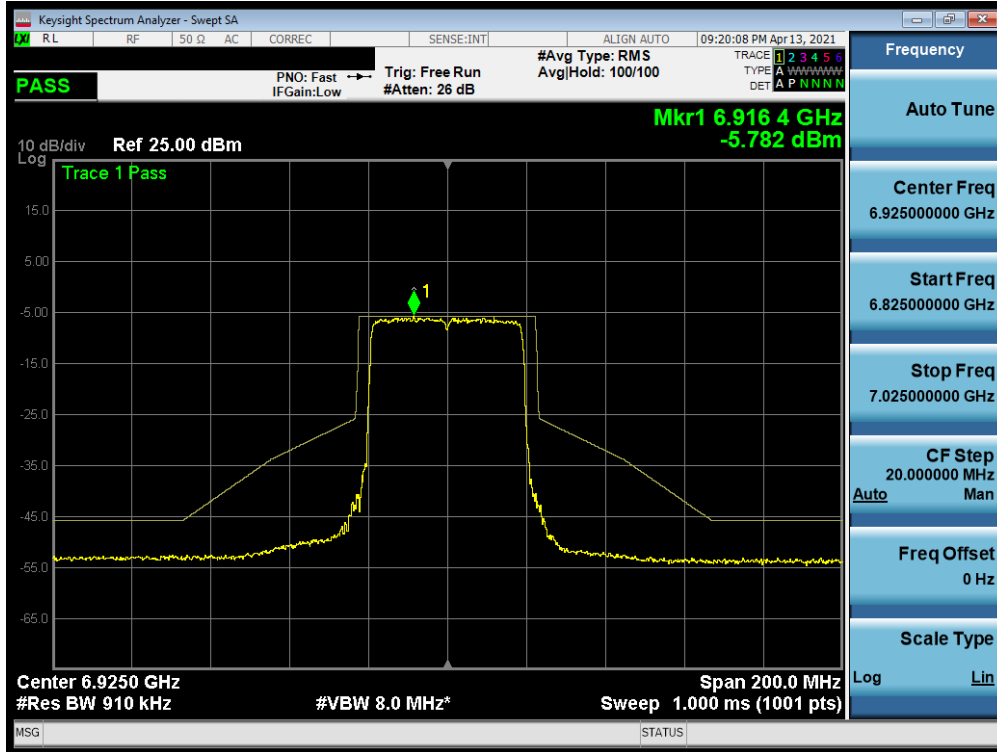 Keysight Spectrum Analyzer - Swept SA
LXI RL RF 50 Ω AC CORREC SENSE:INT ALIGN AUTO 09:20:08 PM Apr 13, 2021
PASS
PNO: Fast
IFGain:Low
Trig: Free Run
#Atten: 26 dB
#Avg Type: RMS
Avg|Hold: 100/100
TRACE 1 2 3 4 5 6
TYPE A WWWWW
DET A P N N N N
Mkr1 6.916 4 GHz
-5.782 dBm
10 dB/div Ref 25.00 dBm
Log
Trace 1 Pass
15.0
5.00
1
-5.00
-15.0
-25.0
-35.0
-45.0
-55.0
-65.0
Center 6.9250 GHz Span 200.0 MHz
#Res BW 910 kHz #VBW 8.0 MHz* Sweep 1.000 ms (1001 pts)
MSG STATUS
Frequency
Auto Tune
Center Freq
6.925000000 GHz
Start Freq
6.825000000 GHz
Stop Freq
7.025000000 GHz
CF Step
20.000000 MHz
Auto Man
Freq Offset
0 Hz
Scale Type
Log Lin